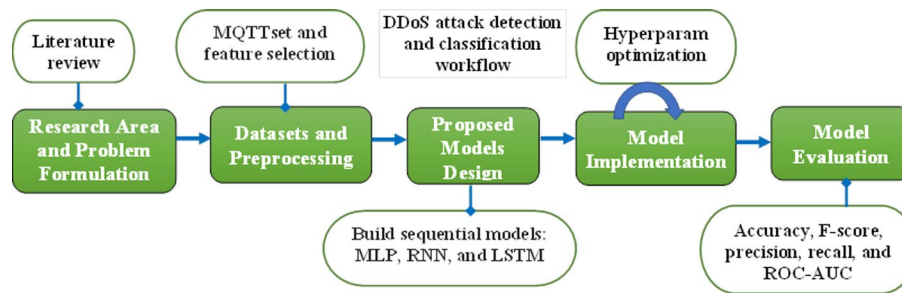 Literature
review
MQTTset and
feature selection
DDoS attack detection
and classification
workflow
Hyperparam
optimization
Research Area
and Problem
Formulation
Datasets and
Preprocessing
Proposed
Models
Design
Model
Implementation
Model
Evaluation
Build sequential models:
MLP, RNN, and LSTM
Accuracy, F-score,
precision, recall, and
ROC-AUC